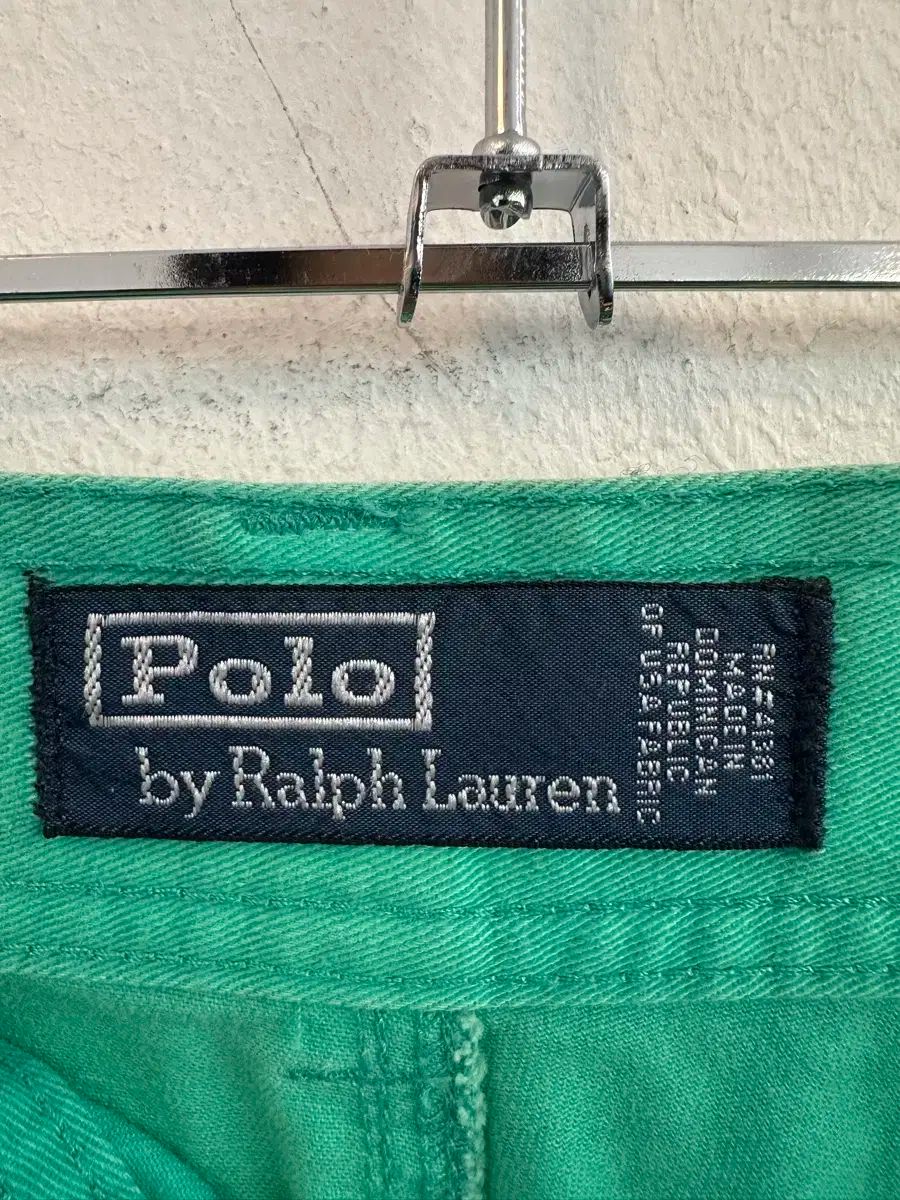 Polo
by Ralph Lauren
RN≠41381
MADE IN
DOMINICAN
REPUBLIC
OF USA FABRIC